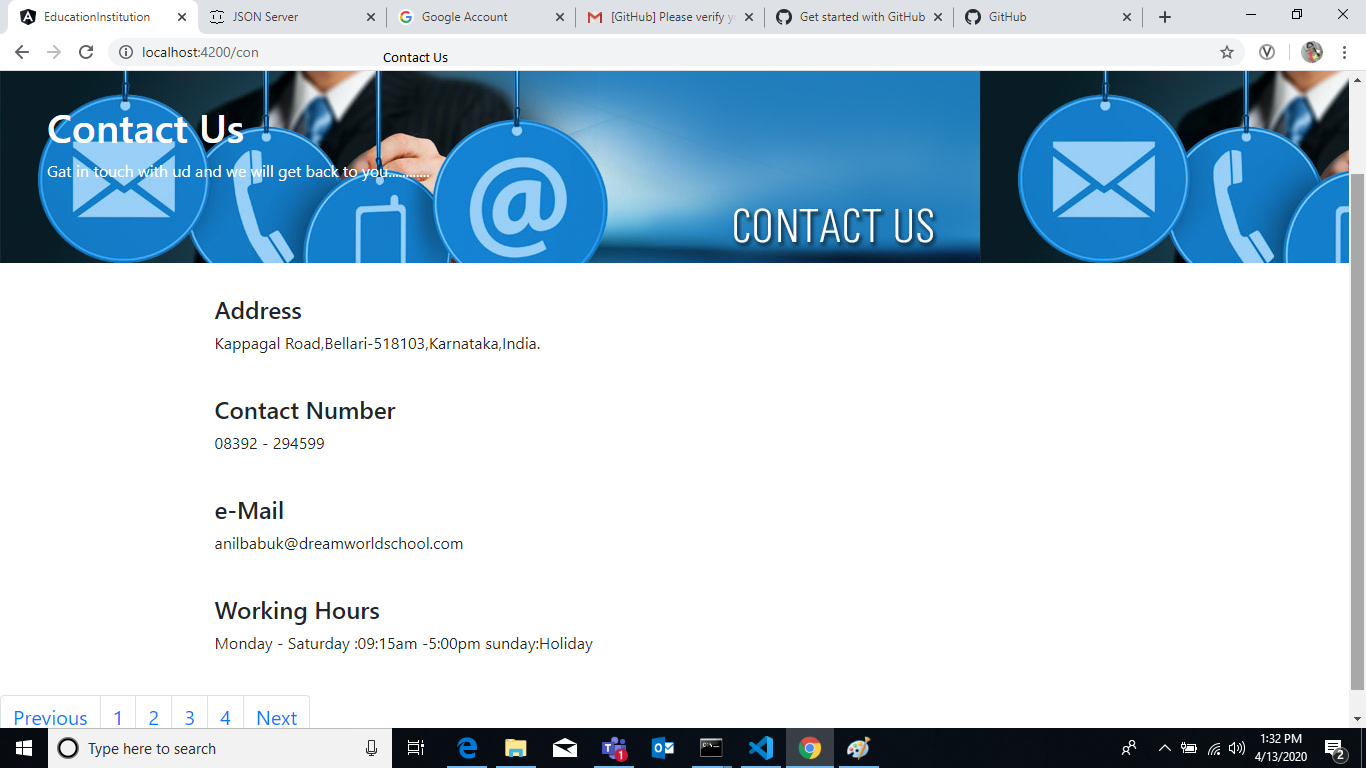 EducationInstitution
JSON Server
Google Account
[GitHub] Please verify yo
Get started with GitHub
GitHub
localhost:4200/con
Contact Us
Contact Us
Gat in touch with ud and we will get back to you............
CONTACT US
Address
Kappagal Road,Bellari-518103,Karnataka,India.
Contact Number
08392 - 294599
e-Mail
anilbabuk@dreamworldschool.com
Working Hours
Monday - Saturday :09:15am -5:00pm sunday:Holiday
Previous 1 2 3 4 Next
Type here to search
1
1:32 PM
4/13/2020
2